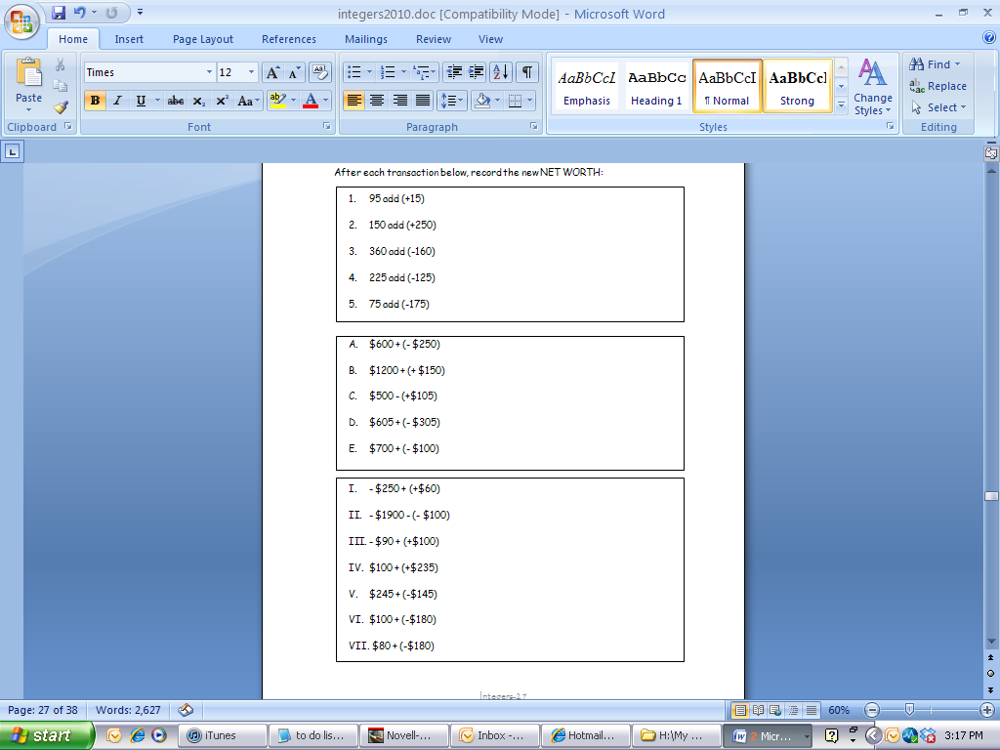 integers2010.doc [Compatibility Mode] - Microsoft Word
Home Insert Page Layout References Mailings Review View
Paste
Clipboard
Times 12
B I U abc x₂ x² Aa
Font
Paragraph
AaBbCcI AaBbCc AaBbCcI AaBbCcl
Emphasis Heading 1 ¶ Normal Strong
Change
Styles
Styles
Find
Replace
Select
Editing
After each transaction below, record the new NET WORTH:
1. 95 add (+15)
2. 150 add (+250)
3. 360 add (-160)
4. 225 add (-125)
5. 75 add (-175)
A. $600 + (- $250)
B. $1200 + (+ $150)
C. $500 - (+$105)
D. $605 + (- $305)
E. $700 + (- $100)
I. - $250 + (+$60)
II. - $1900 - (- $100)
III. - $90 + (+$100)
IV. $100 + (+$235)
V. $245 + (-$145)
VI. $100 + (-$180)
VII. $80 + (-$180)
Integers-27
Page: 27 of 38 Words: 2,627 60%
start iTunes to do lis... Novell-... Inbox -... Hotmail... H:\My ... ? Micr... 3:17 PM